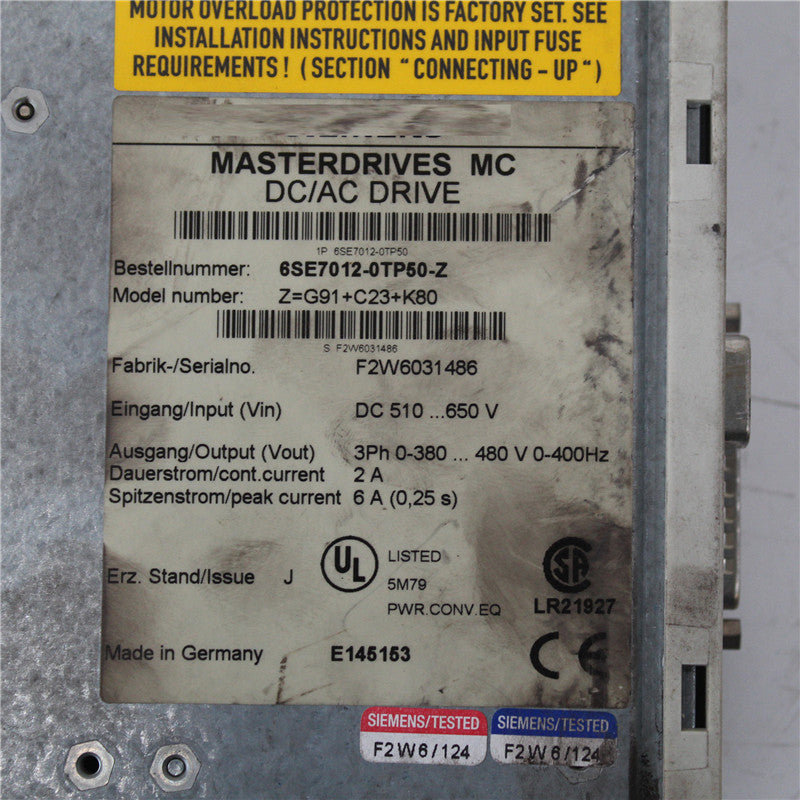 MOTOR OVERLOAD PROTECTION IS FACTORY SET. SEE
INSTALLATION INSTRUCTIONS AND INPUT FUSE
REQUIREMENTS ! ( SECTION “ CONNECTING - UP “ )
MASTERDRIVES MC
DC/AC DRIVE
1P 6SE7012-0TP50
Bestellnummer: 6SE7012-0TP50-Z
Model number: Z=G91+C23+K80
S F2W6031486
Fabrik-/Serialno. F2W6031486
Eingang/Input (Vin) DC 510 ...650 V
Ausgang/Output (Vout) 3Ph 0-380 ... 480 V 0-400Hz
Dauerstrom/cont.current 2 A
Spitzenstrom/peak current 6 A (0,25 s)
Erz. Stand/Issue J
UL LISTED
5M79
PWR.CONV.EQ
SA
LR21927
Made in Germany E145153 CE
SIEMENS/TESTED SIEMENS/TESTED
F2W6/124 F2W6/124